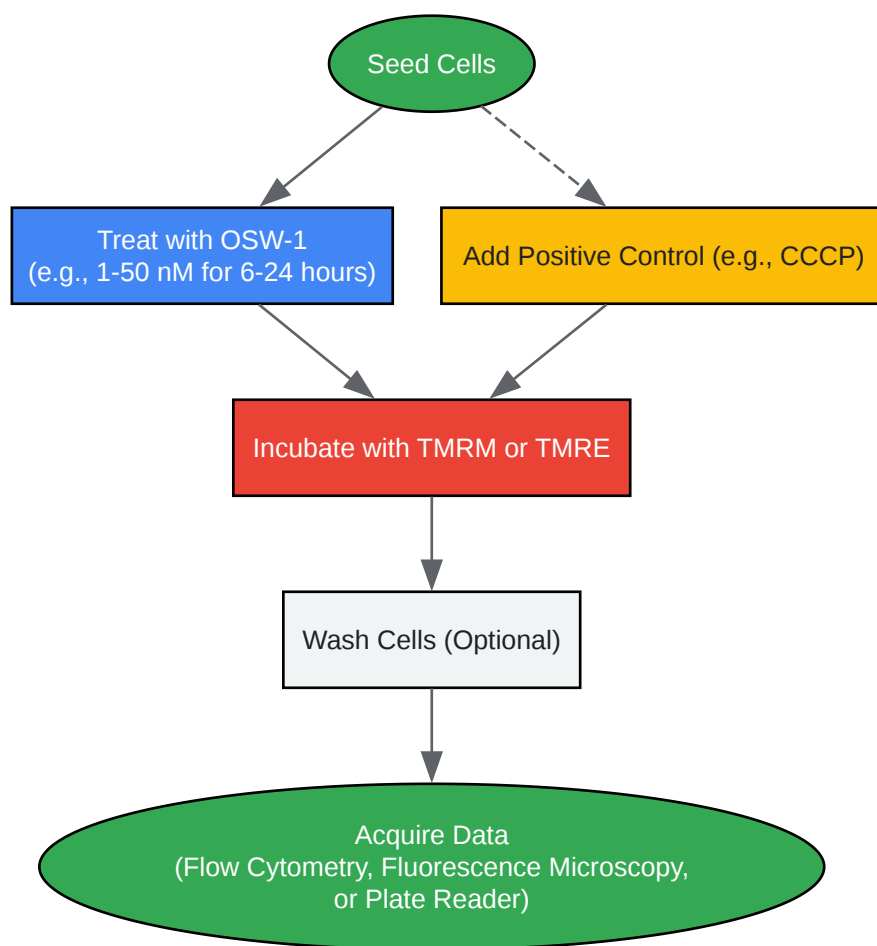 Seed Cells
Treat with OSW-1
(e.g., 1-50 nM for 6-24 hours)
Add Positive Control (e.g., CCCP)
Incubate with TMRM or TMRE
Wash Cells (Optional)
Acquire Data
(Flow Cytometry, Fluorescence Microscopy,
or Plate Reader)